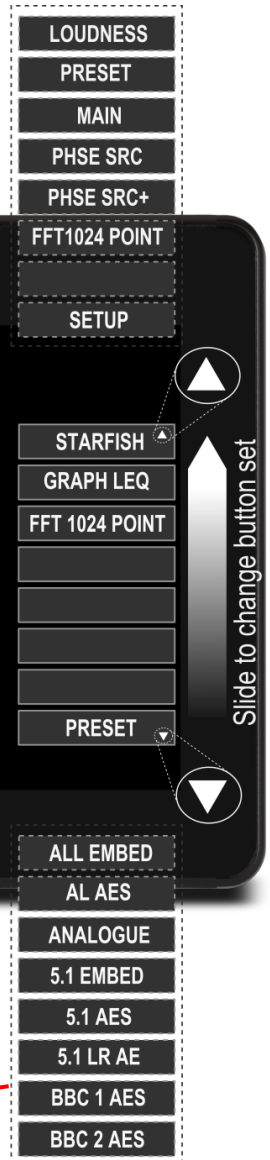 LOUDNESS
PRESET
MAIN
PHSE SRC
PHSE SRC+
FFT1024 POINT
SETUP
STARFISH
GRAPH LEQ
FFT 1024 POINT
PRESET
Slide to change button set
ALL EMBED
AL AES
ANALOGUE
5.1 EMBED
5.1 AES
5.1 LR AE
BBC 1 AES
BBC 2 AES